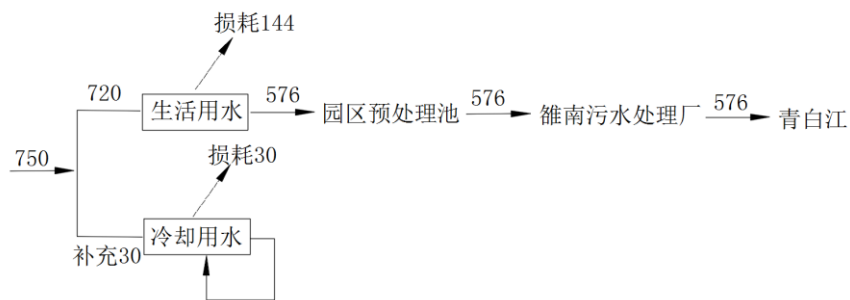 损耗144
720
生活用水
576
园区预处理池
576
雒南污水处理厂
576
青白江
750
损耗30
补充30
冷却用水